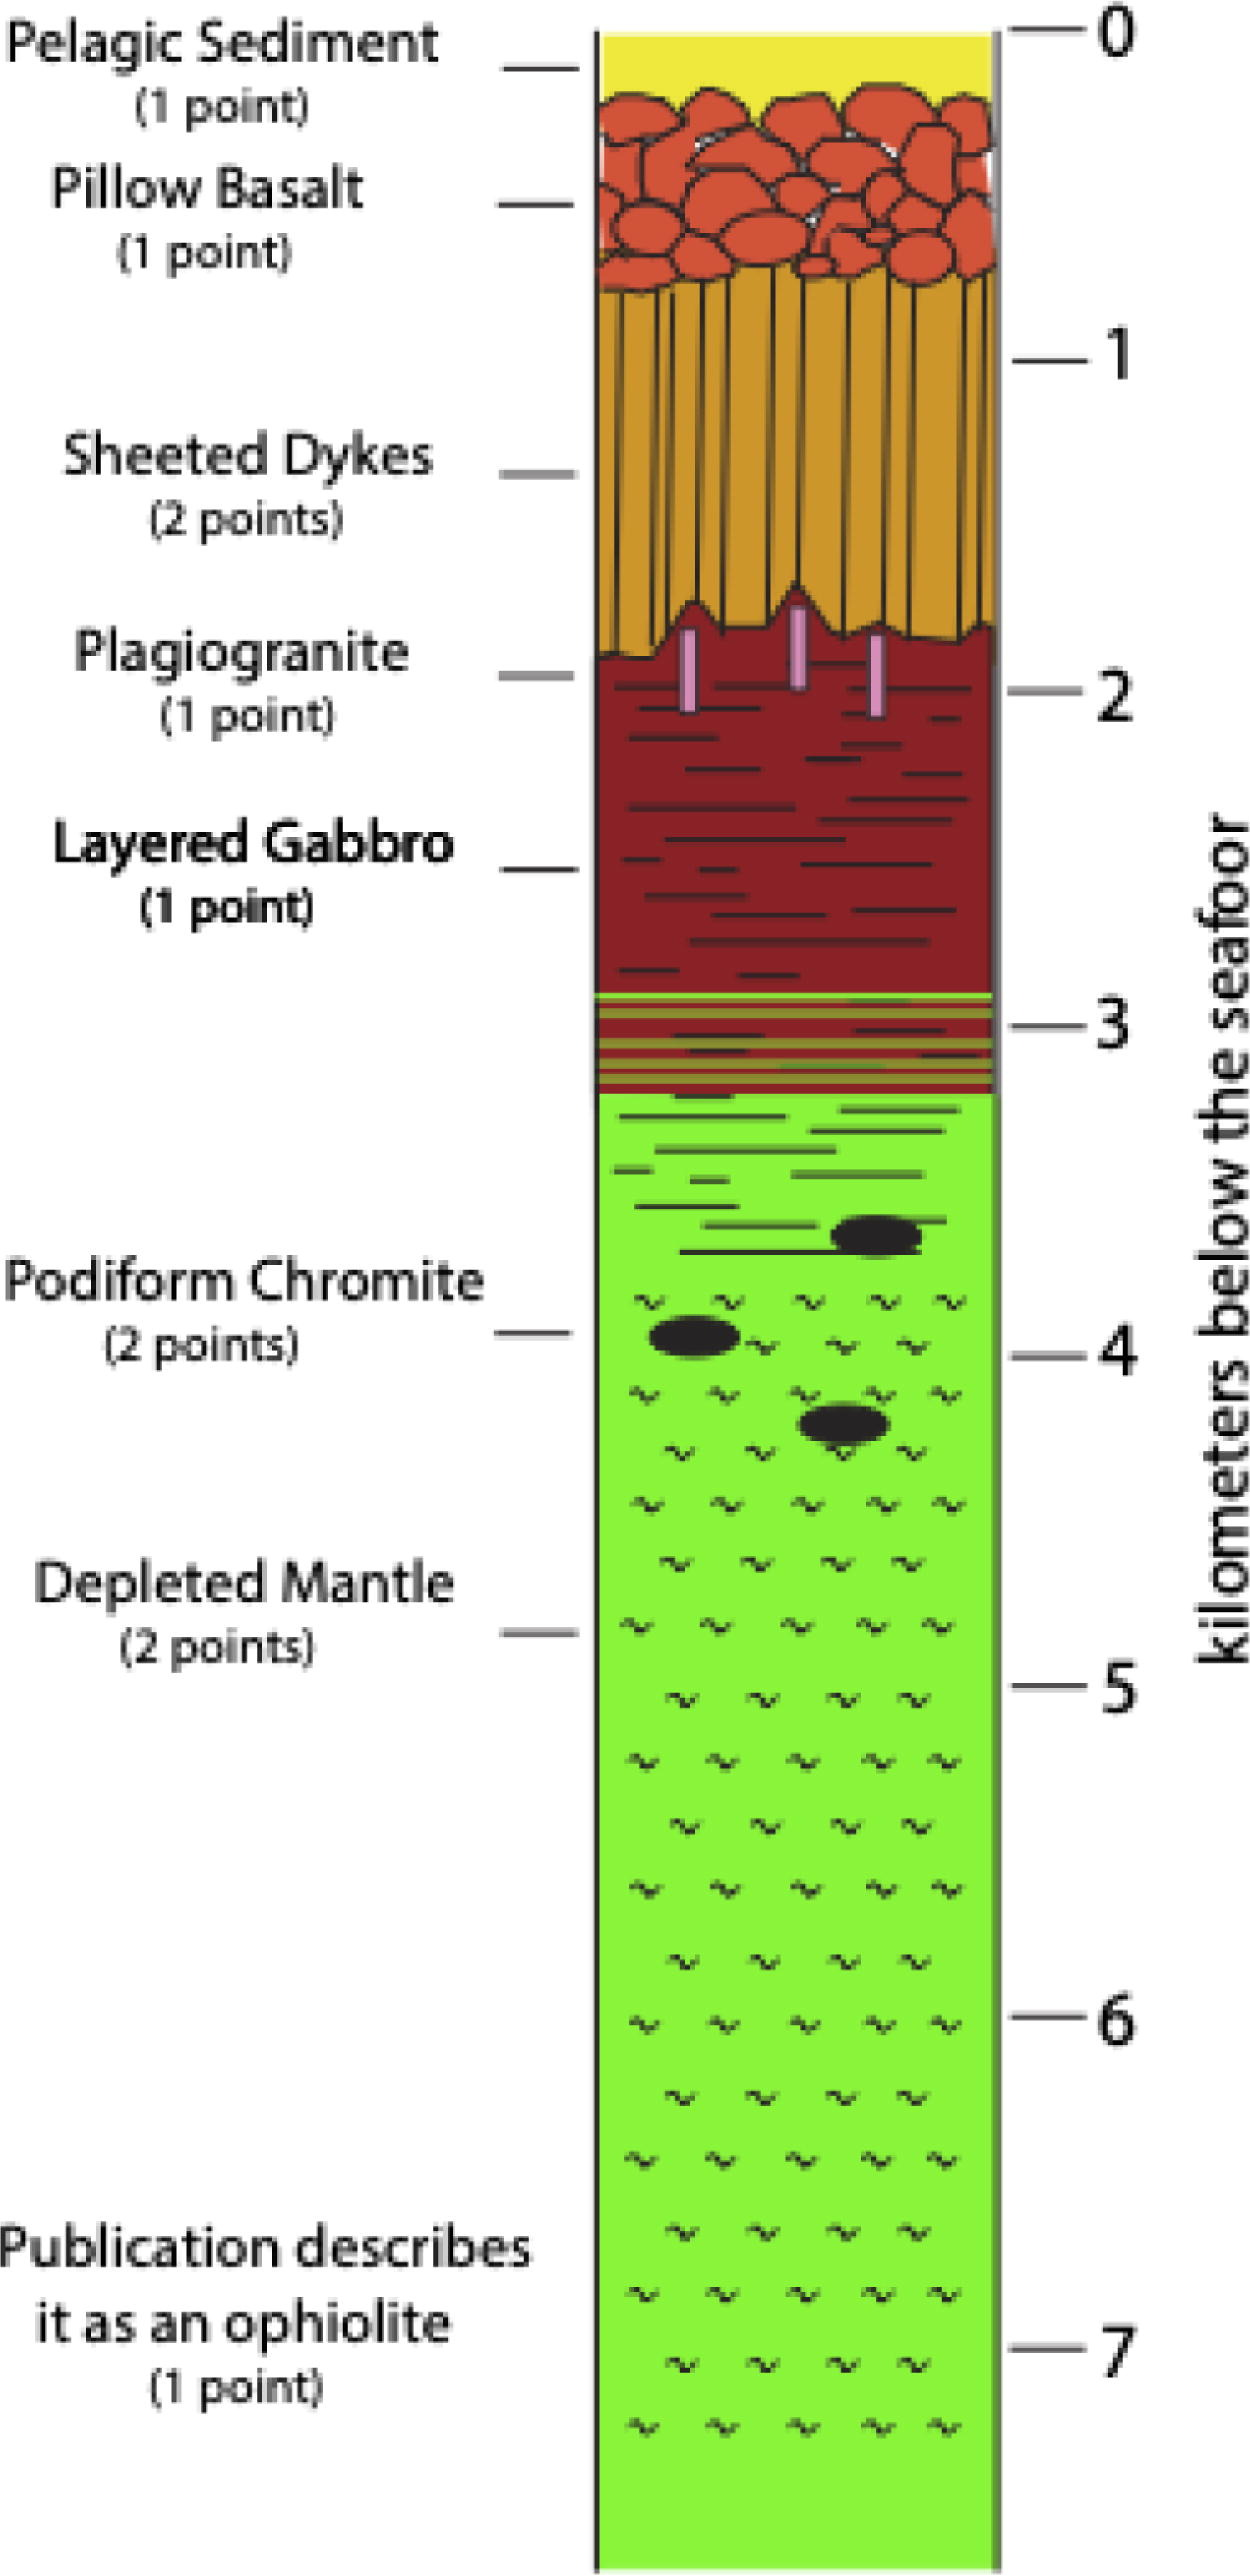 Pelagic Sediment
(1 point)
Pillow Basalt
(1 point)
Sheeted Dykes
(2 points)
Plagiogranite
(1 point)
Layered Gabbro
(1 point)
Podiform Chromite
(2 points)
Depleted Mantle
(2 points)
Publication describes
it as an ophiolite
(1 point)
0
1
2
3
4
5
6
7
kilometers below the seafoor